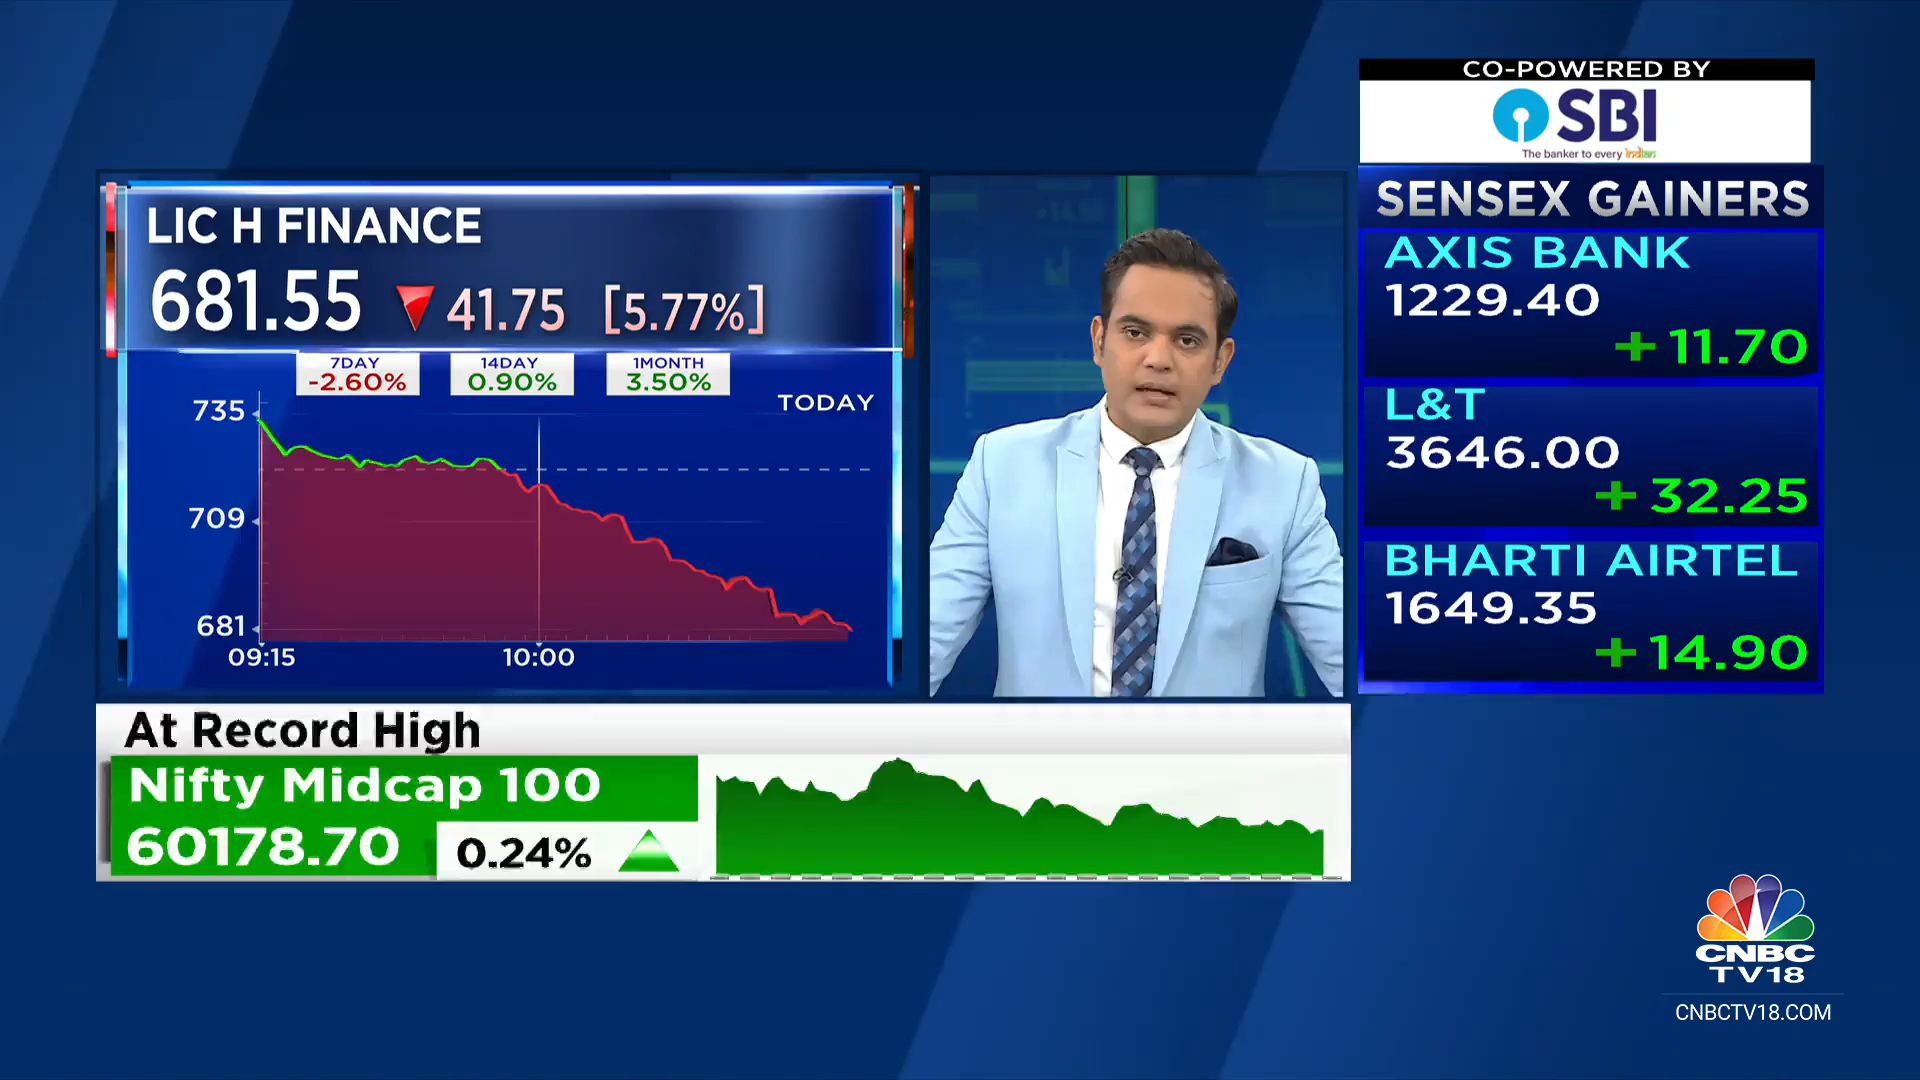 CO-POWERED BY
SBI
The banker to every indian
LIC H FINANCE
681.55 ▼ 41.75 [5.77%]
7DAY
-2.60%
14DAY
0.90%
1MONTH
3.50%
TODAY
735
709
681
09:15
10:00
SENSEX GAINERS
AXIS BANK
1229.40
+11.70
L&T
3646.00
+32.25
BHARTI AIRTEL
1649.35
+14.90
At Record High
Nifty Midcap 100
60178.70
0.24%
CNBC
TV18
CNBCTV18.COM